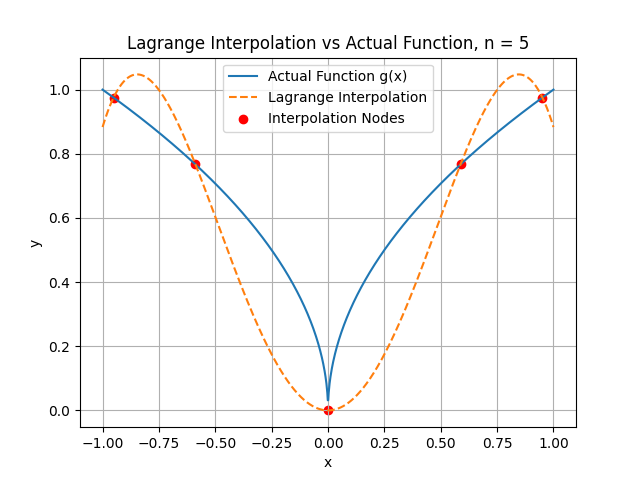 Lagrange Interpolation vs Actual Function, n = 5
Actual Function g(x)
Lagrange Interpolation
Interpolation Nodes
1.0
0.8
0.6
0.4
0.2
0.0
y
−1.00 −0.75 −0.50 −0.25 0.00 0.25 0.50 0.75 1.00
x